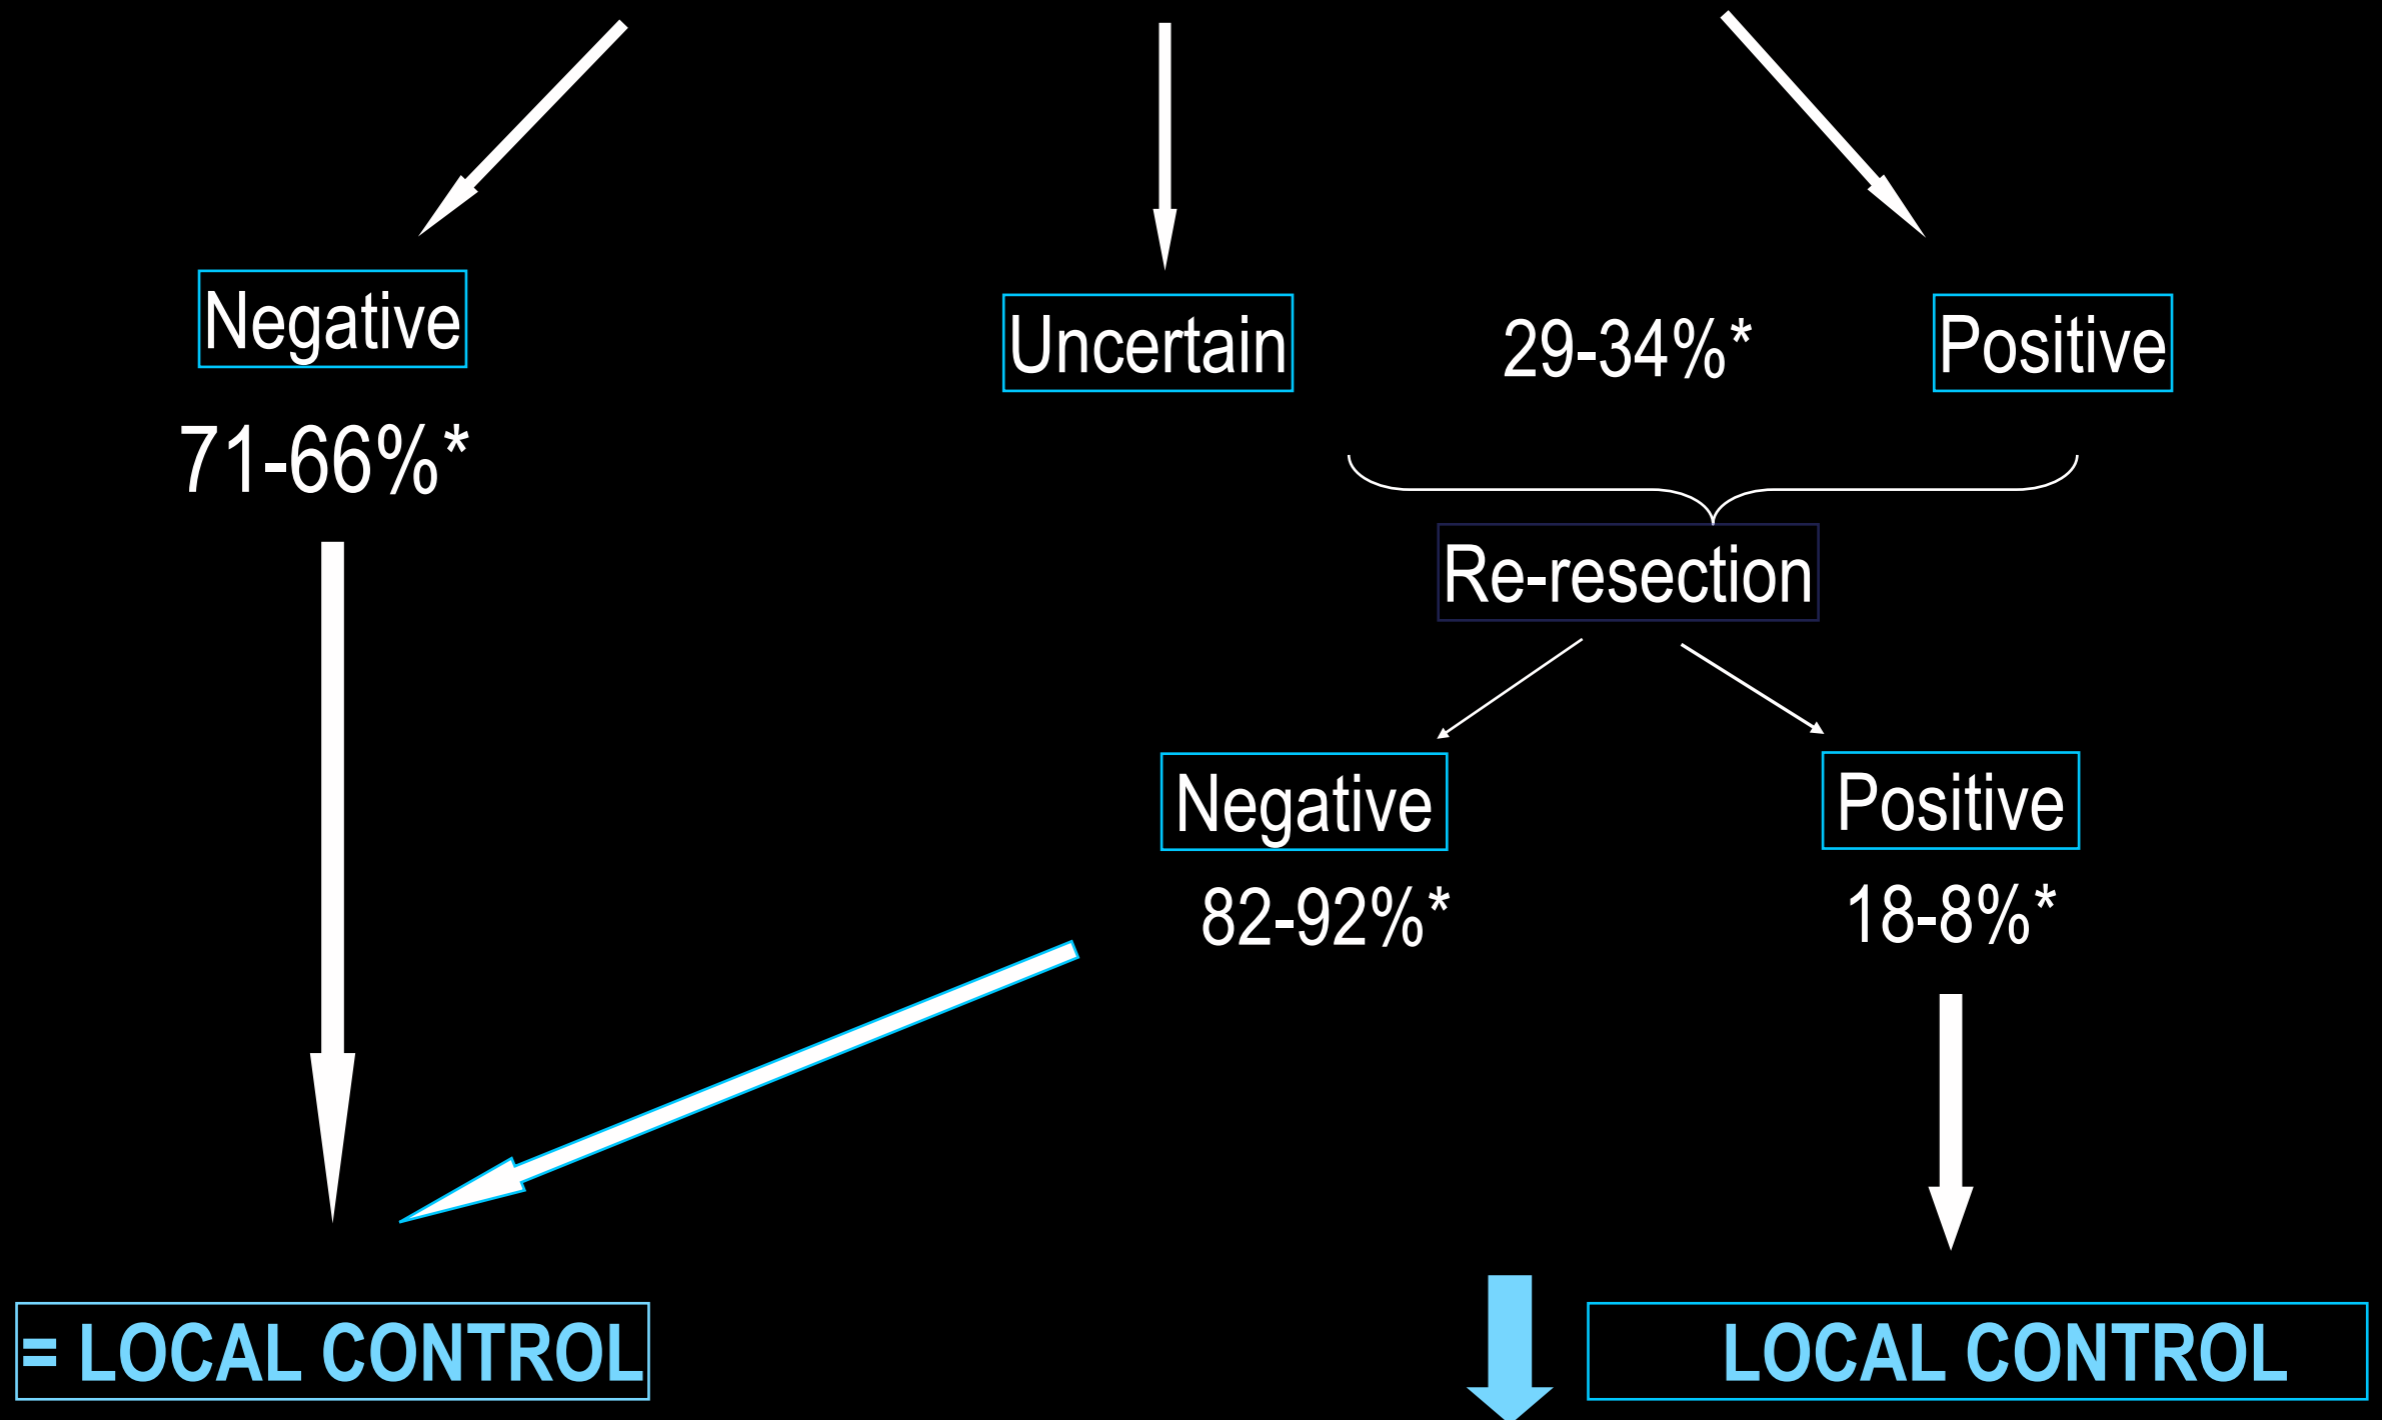 Negative
Uncertain
29-34%*
Positive
71-66%*
Re-resection
Negative
Positive
82-92%*
18-8%*
= LOCAL CONTROL
LOCAL CONTROL